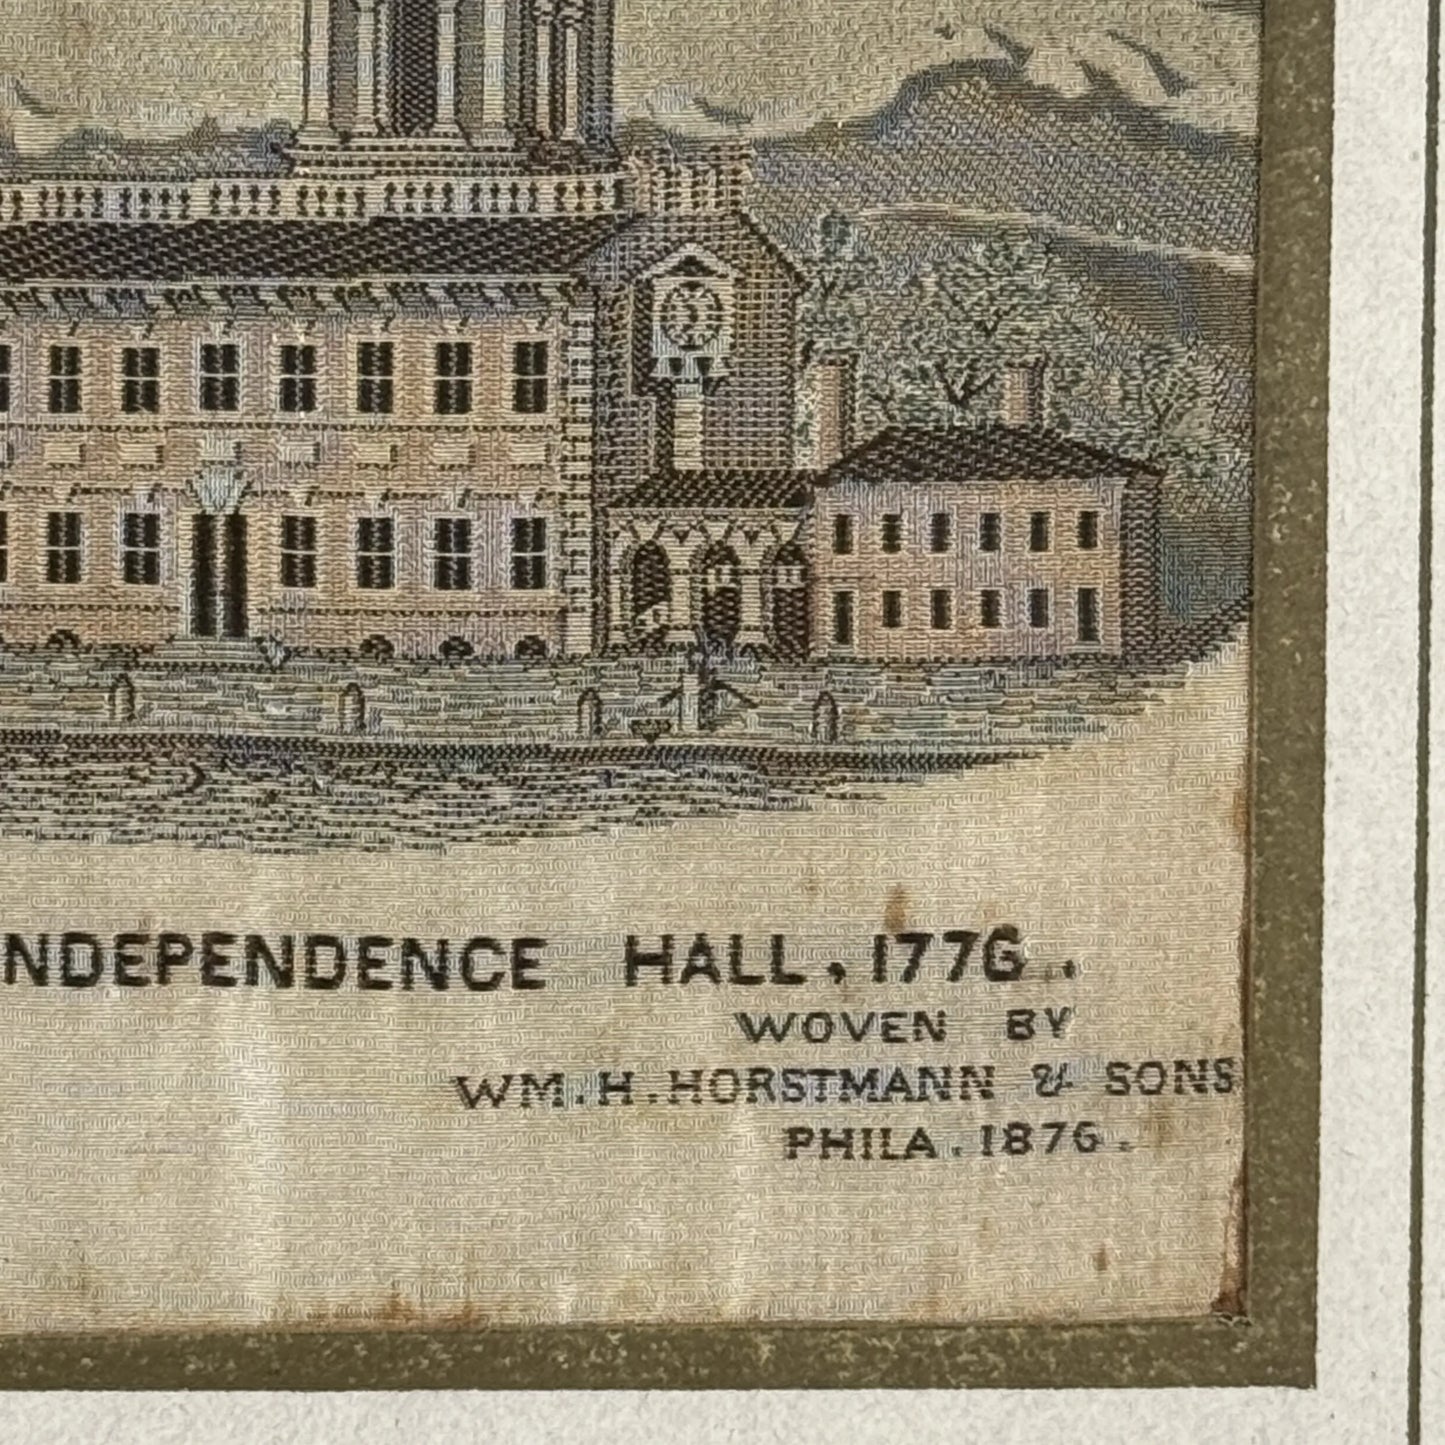 NDEPENDENCE HALL, 1776.
WOVEN BY
WM. H. HORSTMANN & SONS
PHILA. 1876.